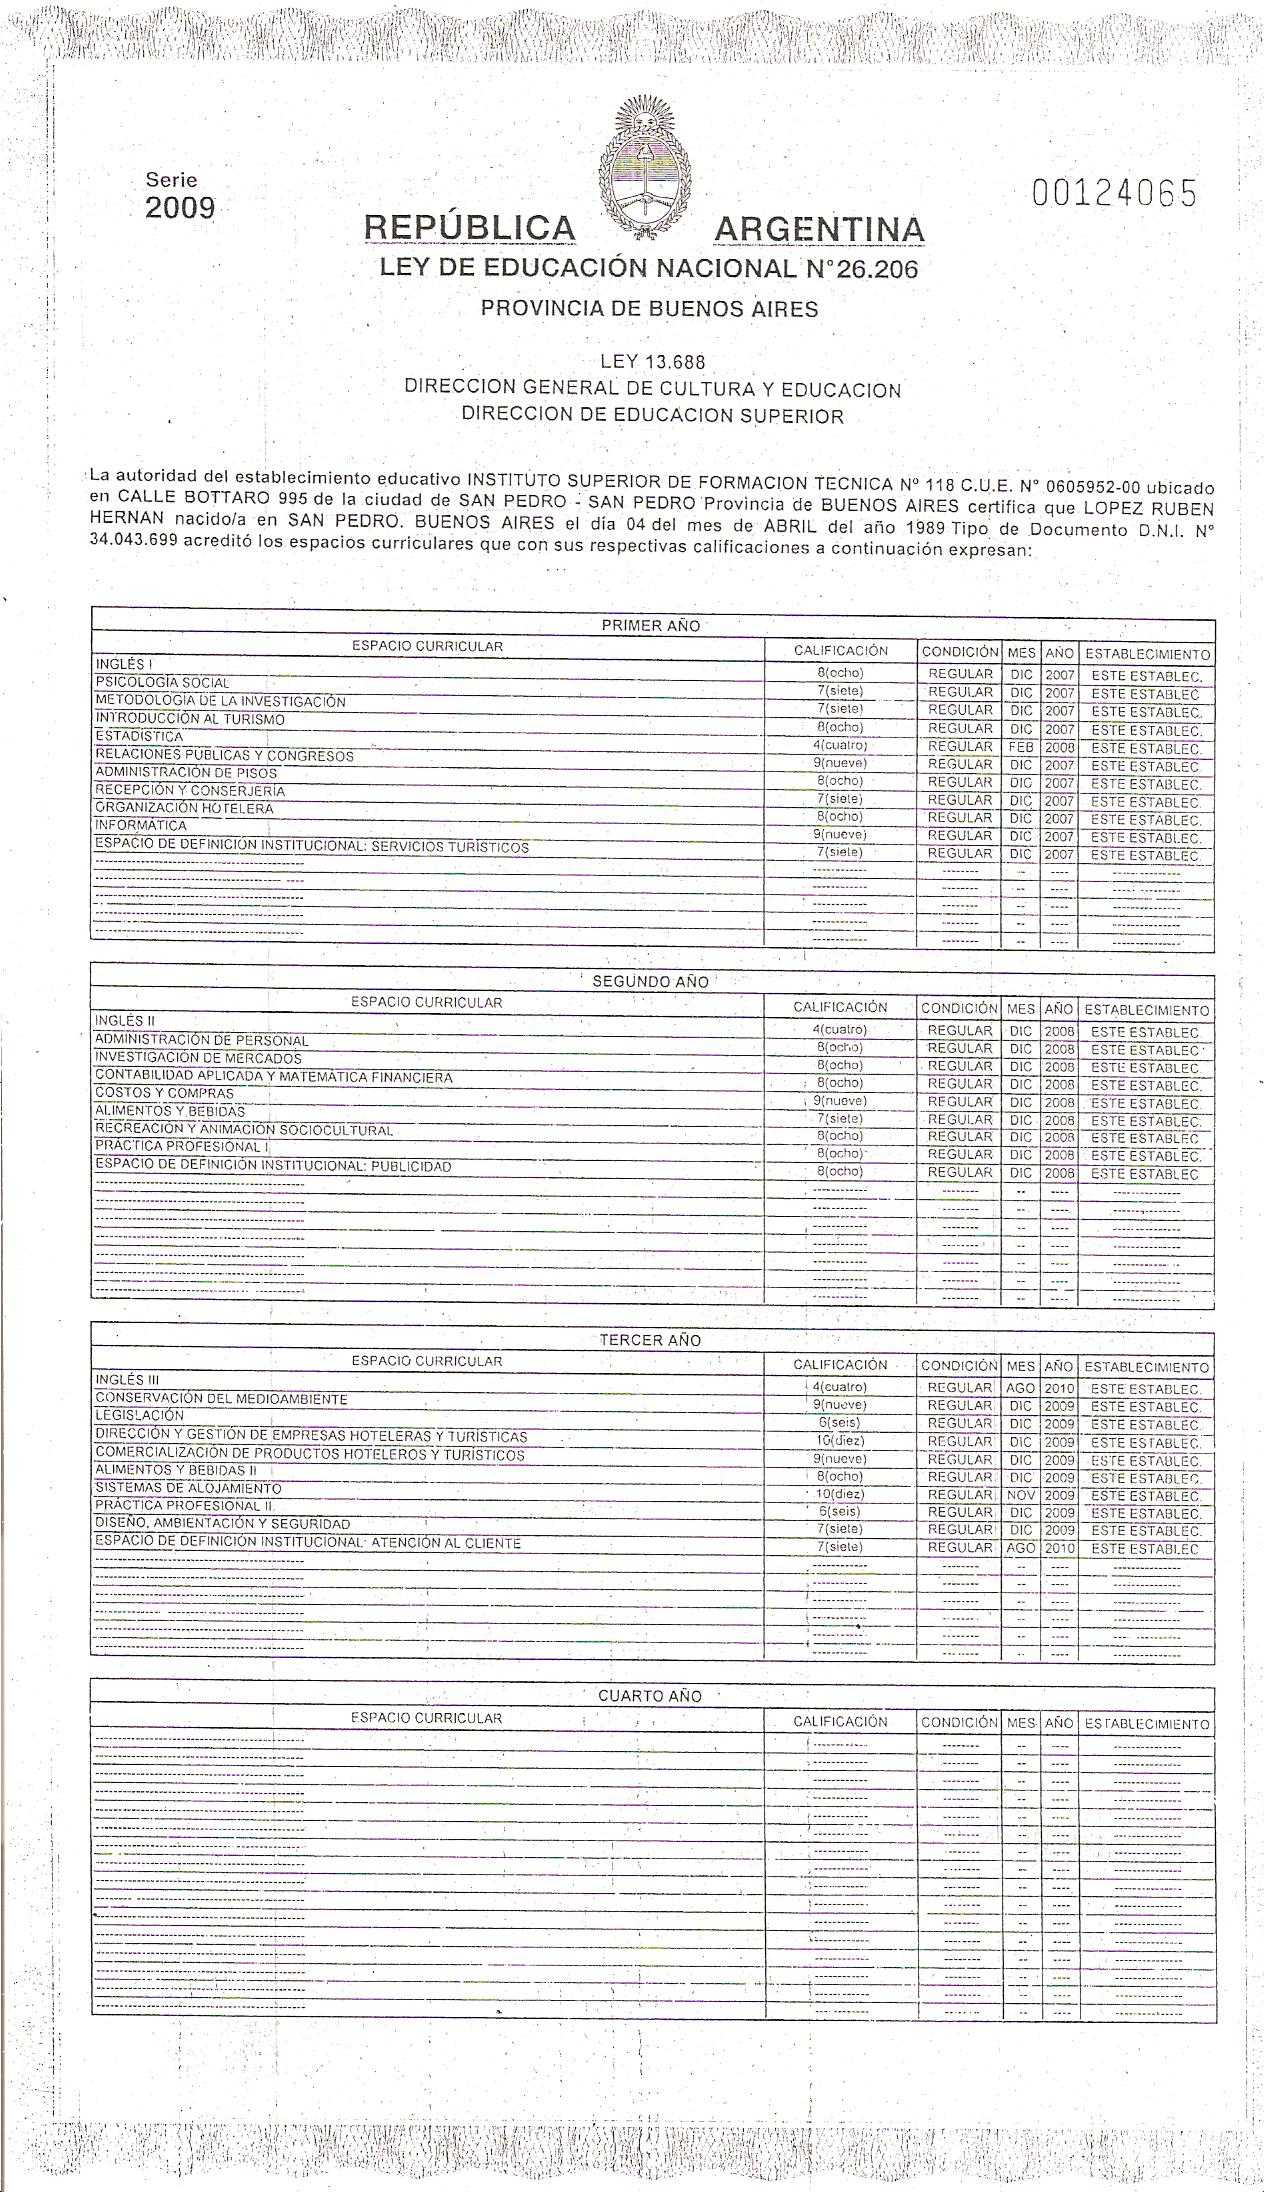 Serie
2009
00124065
REPÚBLICA ARGENTINA
LEY DE EDUCACIÓN NACIONAL N°26.206
PROVINCIA DE BUENOS AIRES
LEY 13.688
DIRECCION GENERAL DE CULTURA Y EDUCACION
DIRECCION DE EDUCACION SUPERIOR
La autoridad del establecimiento educativo INSTITUTO SUPERIOR DE FORMACION TECNICA Nº 118 C.U.E. N° 0605952-00 ubicado
en CALLE BOTTARO 995 de la ciudad de SAN PEDRO - SAN PEDRO Provincia de BUENOS AIRES certifica que LOPEZ RUBEN
HERNAN nacido/a en SAN PEDRO. BUENOS AIRES el día 04 del mes de ABRIL del año 1989 Tipo de Documento D.N.I. N°
34.043.699 acreditó los espacios curriculares que con sus respectivas calificaciones a continuación expresan:
PRIMER AÑO
ESPACIO CURRICULAR CALIFICACIÓN CONDICIÓN MES AÑO ESTABLECIMIENTO
INGLÉS I 8(ocho) REGULAR DIC 2007 ESTE ESTABLEC.
PSICOLOGÍA SOCIAL 7(siete) REGULAR DIC 2007 ESTE ESTABLEC
METODOLOGÍA DE LA INVESTIGACIÓN 7(siete) REGULAR DIC 2007 ESTE ESTABLEC.
INTRODUCCIÓN AL TURISMO 8(ocho) REGULAR DIC 2007 ESTE ESTABLEC.
ESTADÍSTICA 4(cuatro) REGULAR FEB 2008 ESTE ESTABLEC.
RELACIONES PÚBLICAS Y CONGRESOS 9(nueve) REGULAR DIC 2007 ESTE ESTABLEC.
ADMINISTRACIÓN DE PISOS 8(ocho) REGULAR DIC 2007 ESTE ESTABLEC.
RECEPCIÓN Y CONSERJERÍA 7(siete) REGULAR DIC 2007 ESTE ESTABLEC.
ORGANIZACIÓN HOTELERA 8(ocho) REGULAR DIC 2007 ESTE ESTABLEC.
INFORMÁTICA 9(nueve) REGULAR DIC 2007 ESTE ESTABLEC.
ESPACIO DE DEFINICIÓN INSTITUCIONAL: SERVICIOS TURÍSTICOS 7(siete) REGULAR DIC 2007 ESTE ESTABLEC
SEGUNDO AÑO
ESPACIO CURRICULAR CALIFICACIÓN CONDICIÓN MES AÑO ESTABLECIMIENTO
INGLÉS II 4(cuatro) REGULAR DIC 2008 ESTE ESTABLEC
ADMINISTRACIÓN DE PERSONAL 8(ocho) REGULAR DIC 2008 ESTE ESTABLEC
INVESTIGACIÓN DE MERCADOS 8(ocho) REGULAR DIC 2008 ESTE ESTABLEC.
CONTABILIDAD APLICADA Y MATEMÁTICA FINANCIERA 8(ocho) REGULAR DIC 2008 ESTE ESTABLEC.
COSTOS Y COMPRAS 9(nueve) REGULAR DIC 2008 ESTE ESTABLEC.
ALIMENTOS Y BEBIDAS 7(siete) REGULAR DIC 2008 ESTE ESTABLEC.
RECREACIÓN Y ANIMACIÓN SOCIOCULTURAL 8(ocho) REGULAR DIC 2008 ESTE ESTABLEC
PRÁCTICA PROFESIONAL I 8(ocho) REGULAR DIC 2008 ESTE ESTABLEC.
ESPACIO DE DEFINICIÓN INSTITUCIONAL: PUBLICIDAD 8(ocho) REGULAR DIC 2008 ESTE ESTABLEC
TERCER AÑO
ESPACIO CURRICULAR CALIFICACIÓN CONDICIÓN MES AÑO ESTABLECIMIENTO
INGLÉS III 4(cuatro) REGULAR AGO 2010 ESTE ESTABLEC.
CONSERVACIÓN DEL MEDIOAMBIENTE 9(nueve) REGULAR DIC 2009 ESTE ESTABLEC.
LEGISLACIÓN 6(seis) REGULAR DIC 2009 ESTE ESTABLEC.
DIRECCIÓN Y GESTIÓN DE EMPRESAS HOTELERAS Y TURÍSTICAS 10(diez) REGULAR DIC 2009 ESTE ESTABLEC.
COMERCIALIZACIÓN DE PRODUCTOS HOTELEROS Y TURÍSTICOS 9(nueve) REGULAR DIC 2009 ESTE ESTABLEC.
ALIMENTOS Y BEBIDAS II 8(ocho) REGULAR DIC 2009 ESTE ESTABLEC.
SISTEMAS DE ALOJAMIENTO 10(diez) REGULAR NOV 2009 ESTE ESTABLEC.
PRÁCTICA PROFESIONAL II 6(seis) REGULAR DIC 2009 ESTE ESTABLEC.
DISEÑO, AMBIENTACIÓN Y SEGURIDAD 7(siete) REGULAR DIC 2009 ESTE ESTABLEC.
ESPACIO DE DEFINICIÓN INSTITUCIONAL: ATENCIÓN AL CLIENTE 7(siete) REGULAR AGO 2010 ESTE ESTABLEC
CUARTO AÑO
ESPACIO CURRICULAR CALIFICACIÓN CONDICIÓN MES AÑO ESTABLECIMIENTO